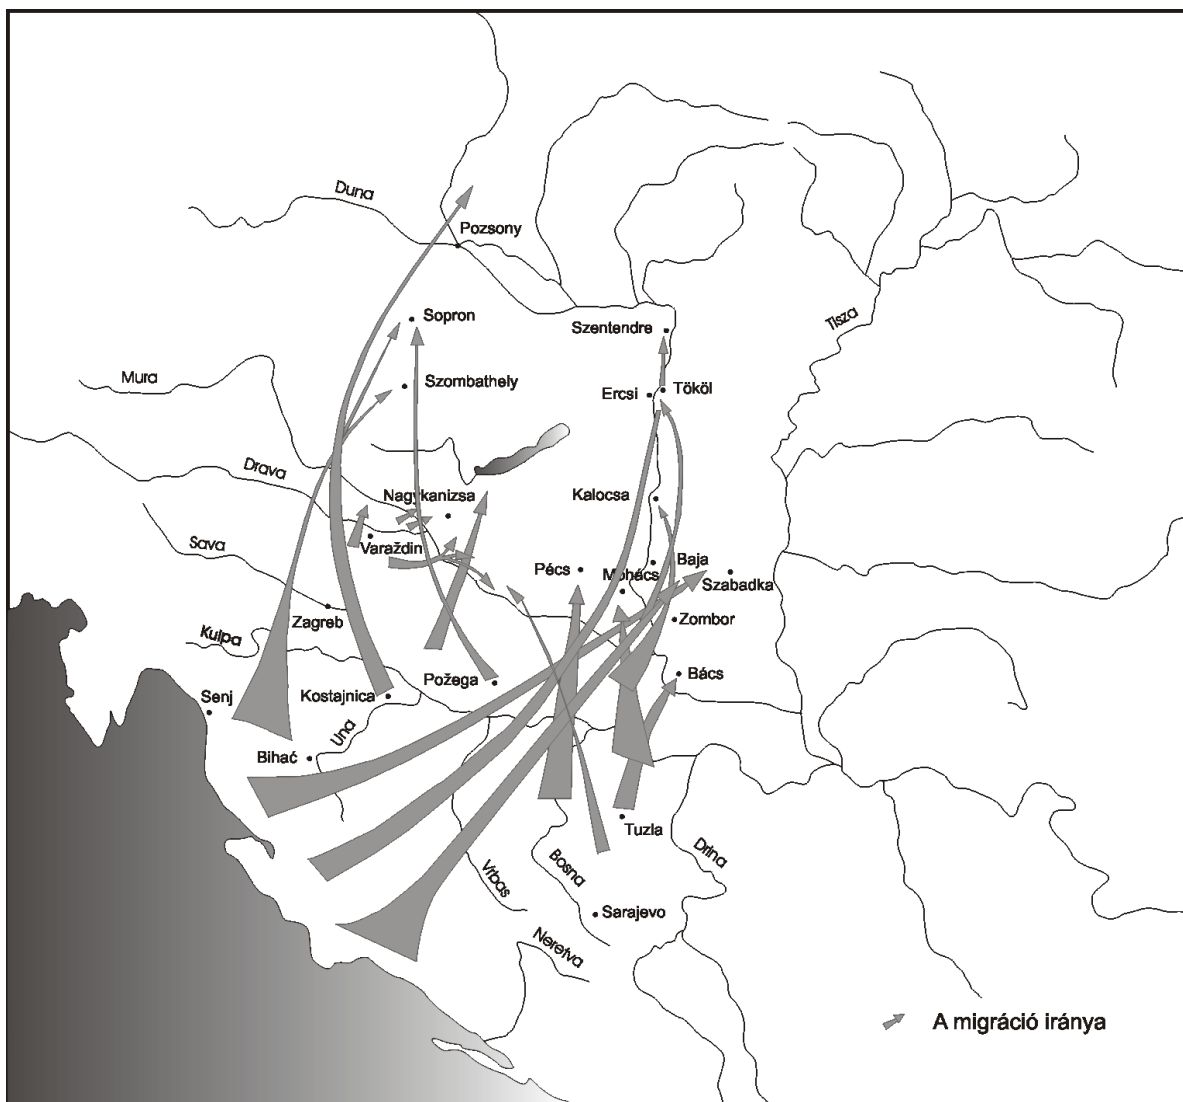 Duna
Pozsony
Sopron
Szentendre
Tisza
Mura
Szombathely
Ercsi
Tököl
Drava
Nagykanizsa
Kalocsa
Sava
Varaždin
Pécs
Mohács
Baja
Szabadka
Zagreb
Zombor
Kulpa
Senj
Kostajnica
Požega
Bács
Una
Bihać
Tuzla
Vrbas
Bosna
Drina
Sarajevo
Neretva
A migráció iránya